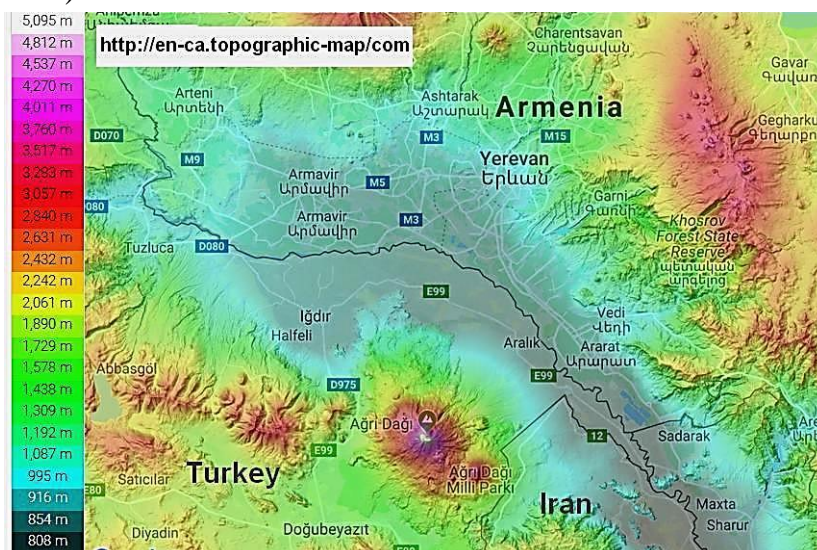 5,095 m
4,812 m
4,537 m
4,270 m
4,011 m
3,760 m
3,517 m
3,283 m
3,057 m
2,840 m
2,631 m
2,432 m
2,242 m
2,061 m
1,890 m
1,729 m
1,578 m
1,438 m
1,309 m
1,192 m
1,087 m
995 m
916 m
854 m
808 m
http://en-ca.topographic-map/com
Charentsavan
Չարենցավան
Gavar
Arteni
Արտենի
Ashtarak
Աշտարակ
Armenia
D070
M3
M15
M9
Yerevan
Երևան
Armavir
Արմավիր
M5
Garni
Գառնի
080
Armavir
Արմավիր
M3
Khosrov
Forest State
Reserve
պետական
արգելոց
Tuzluca
D080
E99
Iğdır
Halfeli
Vedi
Վեդի
Aralık
Ararat
Արարատ
Abbasgöl
D975
E99
Ağrı Dağı
12
Sadarak
E99
Satıcılar
E80
Turkey
Ağrı Dağı
Milli Parkı
Iran
Maxta
Sharur
Diyadin
Doğubeyazıt